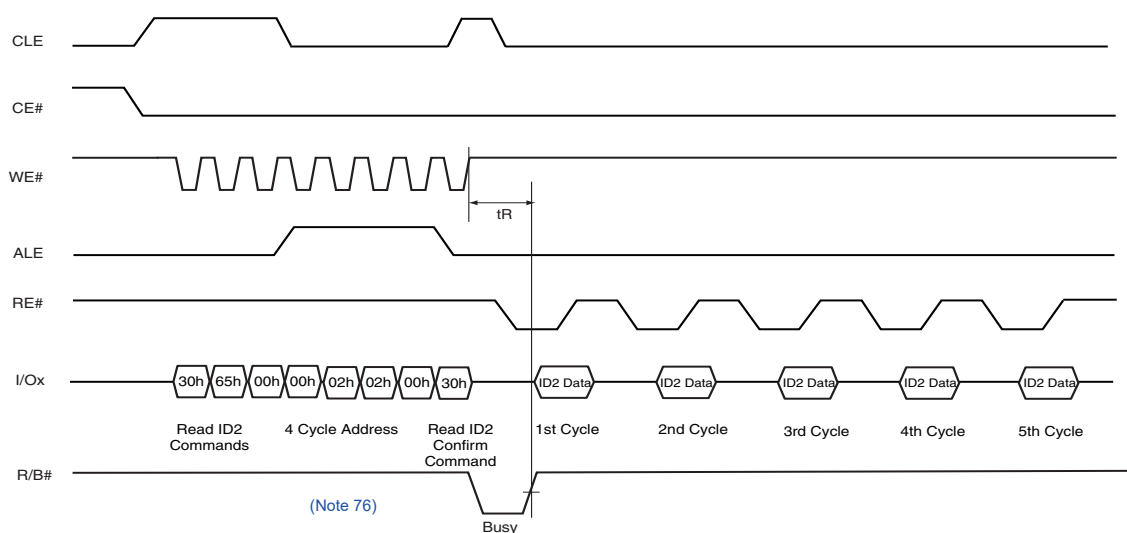 CLE
CE#
WE#
tR
ALE
RE#
I/Ox
30h 65h 00h 00h 02h 02h 00h 30h
ID2 Data ID2 Data ID2 Data ID2 Data ID2 Data
Read ID2
Commands
4 Cycle Address
Read ID2
Confirm
Command
1st Cycle
2nd Cycle
3rd Cycle
4th Cycle
5th Cycle
R/B#
(Note 76)
Busy